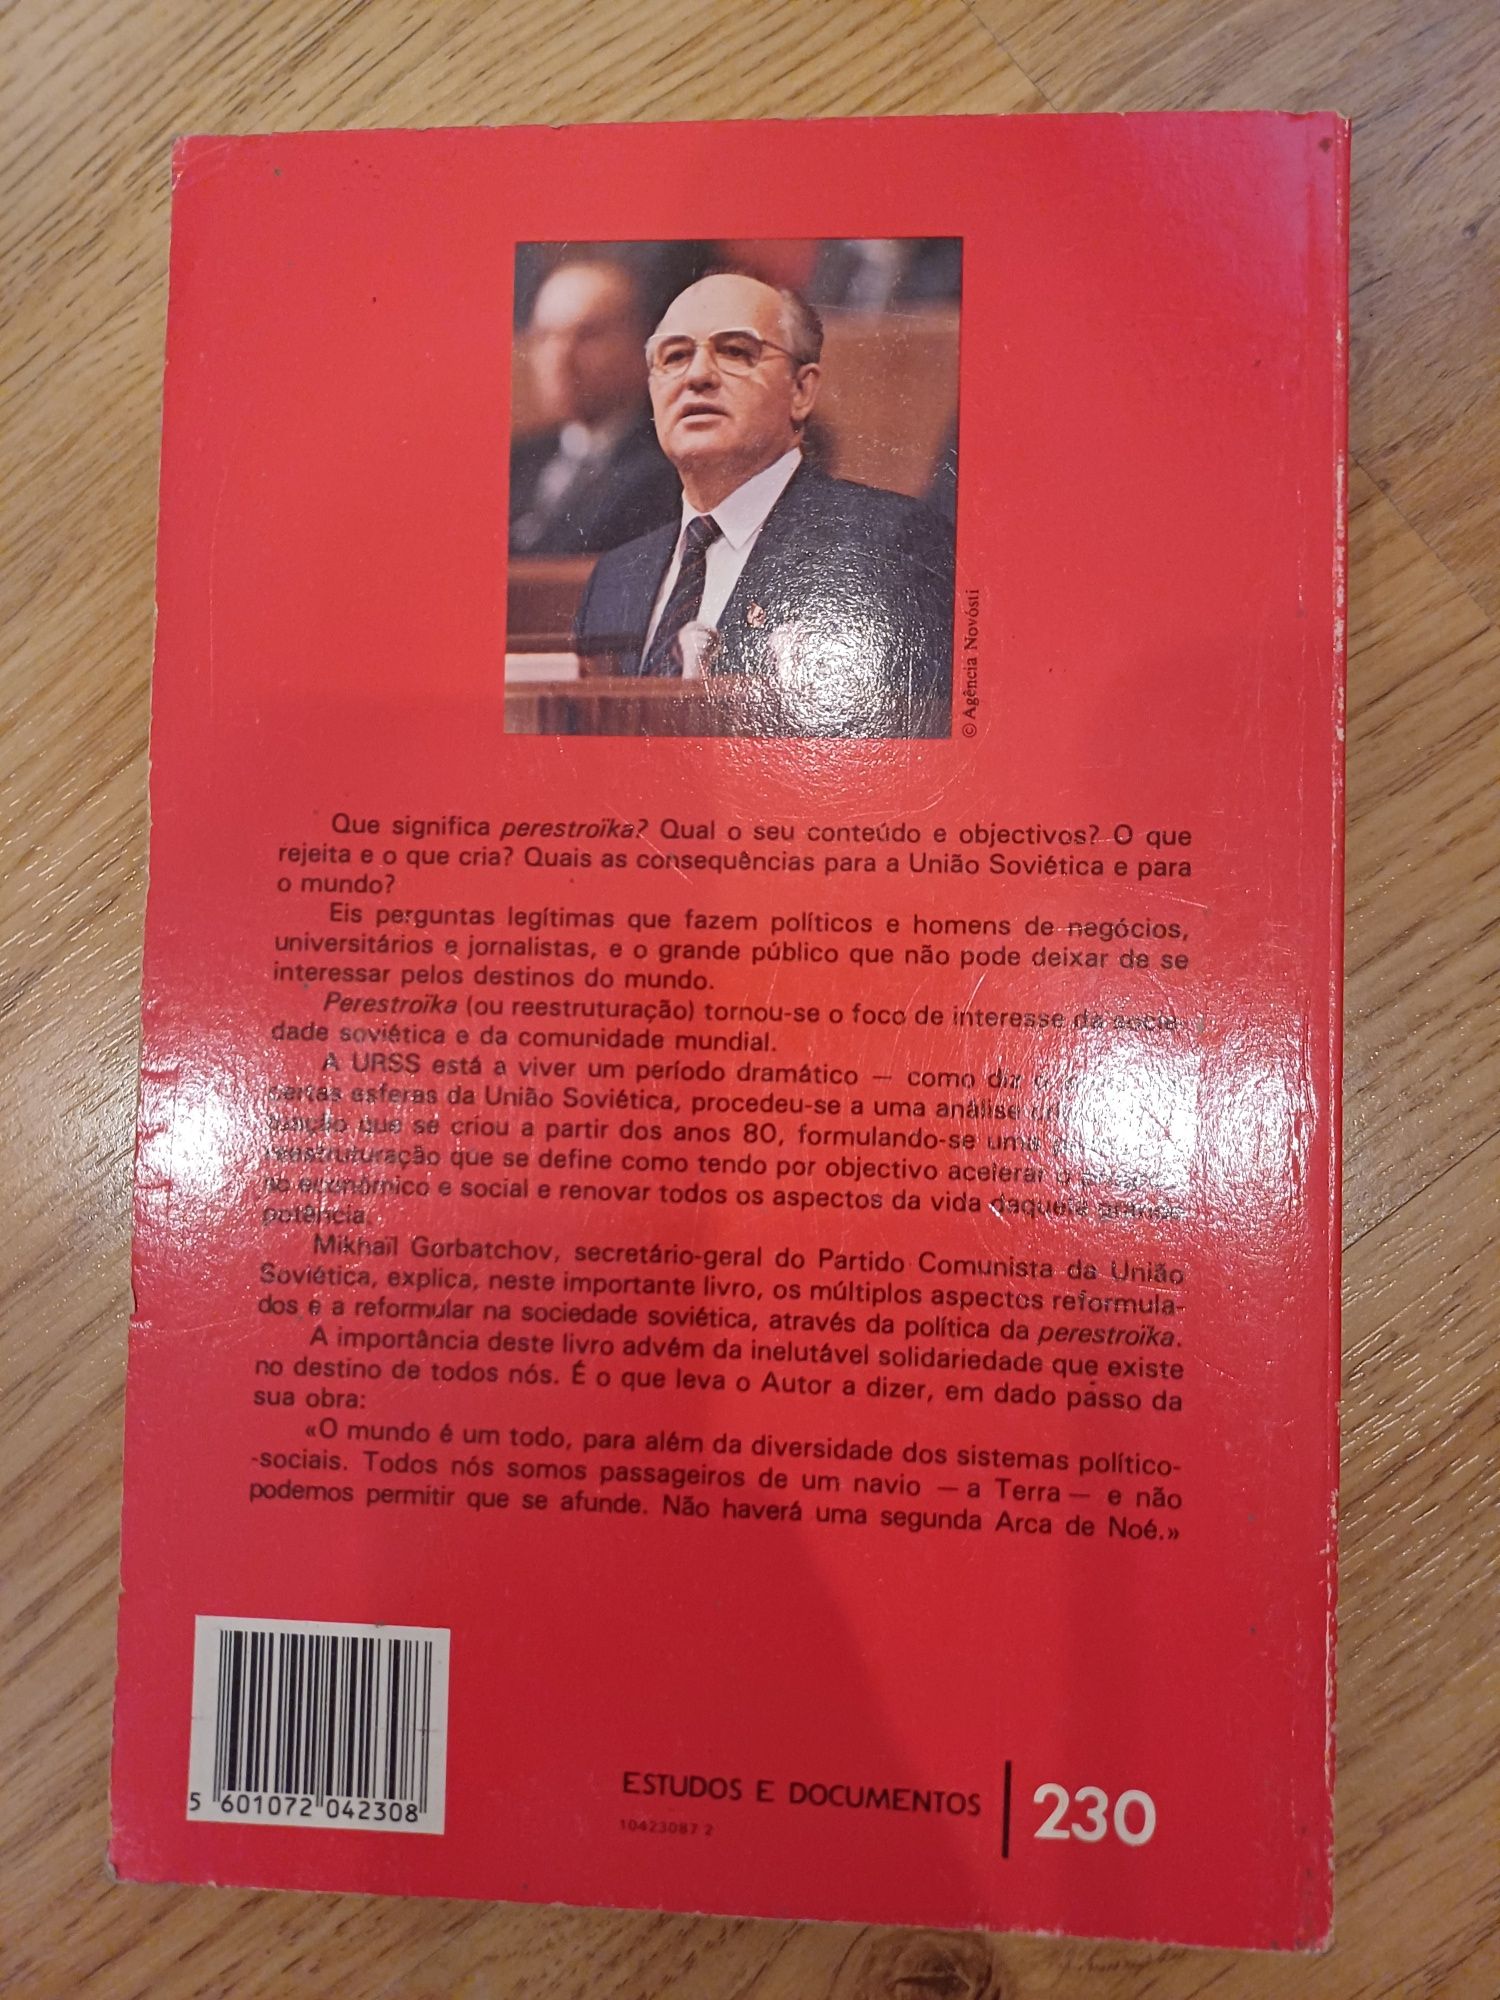 © Agência Novósti
Que significa perestroïka? Qual o seu conteúdo e objectivos? O que
rejeita e o que cria? Quais as consequências para a União Soviética e para
o mundo?
Eis perguntas legítimas que fazem políticos e homens de negócios,
universitários e jornalistas, e o grande público que não pode deixar de se
interessar pelos destinos do mundo.
Perestroïka (ou reestruturação) tornou-se o foco de interesse da socie-
dade soviética e da comunidade mundial.
A URSS está a viver um período dramático — como diz o
certas esferas da União Soviética, procedeu-se a uma análise
que se criou a partir dos anos 80, formulando-se uma
reestruturação que se define como tendo por objectivo acelerar o
económico e social e renovar todos os aspectos da vida daquela grande
potência.
Mikhaïl Gorbatchov, secretário-geral do Partido Comunista da União
Soviética, explica, neste importante livro, os múltiplos aspectos reformula-
dos e a reformular na sociedade soviética, através da política da perestroïka.
A importância deste livro advém da inelutável solidariedade que existe
no destino de todos nós. É o que leva o Autor a dizer, em dado passo da
sua obra:
«O mundo é um todo, para além da diversidade dos sistemas político-
-sociais. Todos nós somos passageiros de um navio — a Terra — e não
podemos permitir que se afunde. Não haverá uma segunda Arca de Noé.»
5 601072 042308
ESTUDOS E DOCUMENTOS 230
10423087 2